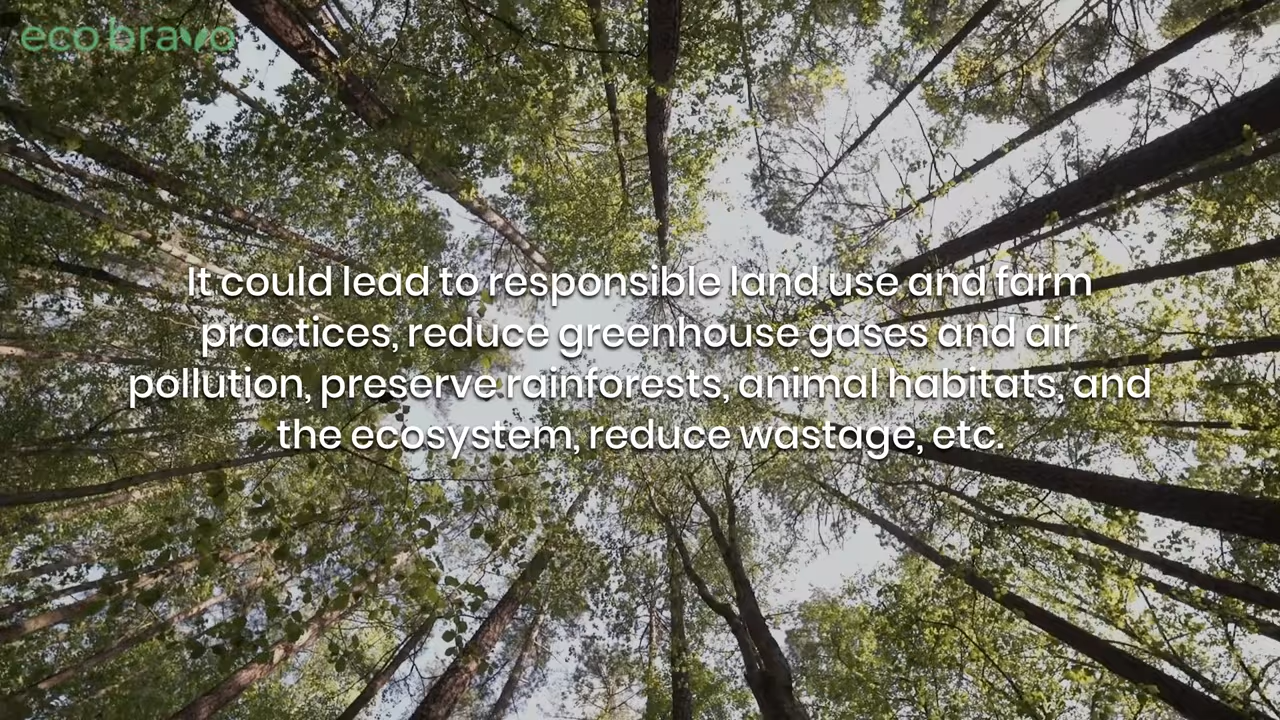 eco bravo
It could lead to responsible land use and farm
practices, reduce greenhouse gases and air
pollution, preserve rainforests, animal habitats, and
the ecosystem, reduce wastage, etc.